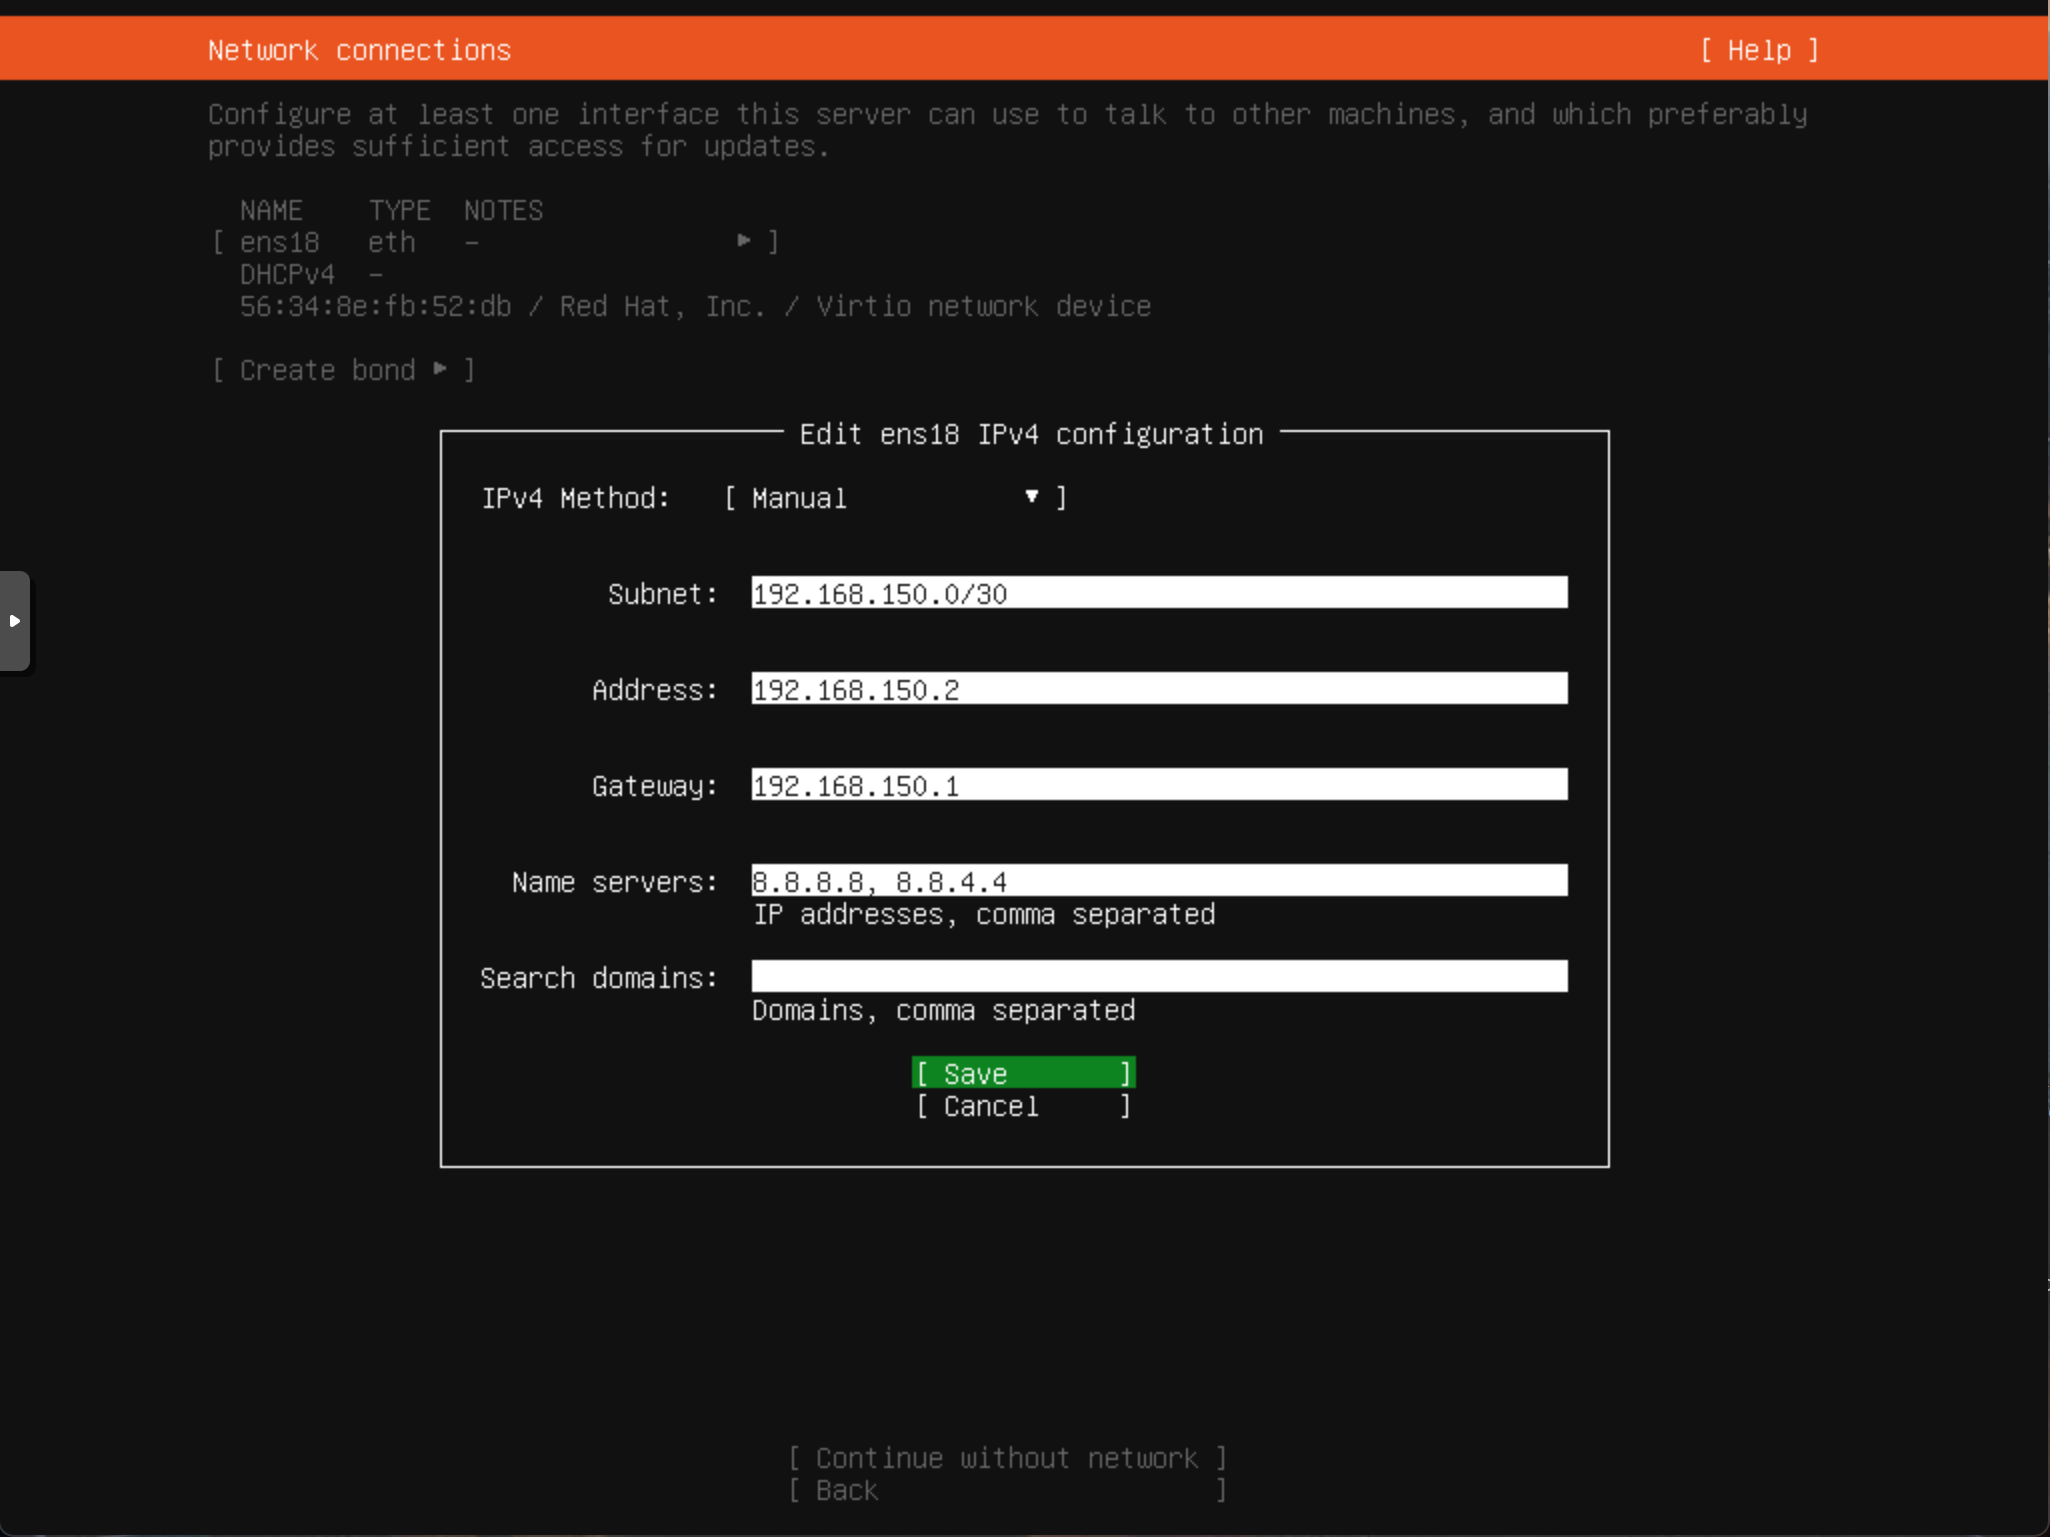 Network connections [ Help ]
Configure at least one interface this server can use to talk to other machines, and which preferably
provides sufficient access for updates.
NAME TYPE NOTES
[ ens18 eth - ▸ ]
DHCPv4 -
56:34:8e:fb:52:db / Red Hat, Inc. / Virtio network device
[ Create bond ▸ ]
Edit ens18 IPv4 configuration
IPv4 Method: [ Manual ▾ ]
Subnet: 192.168.150.0/30
Address: 192.168.150.2
Gateway: 192.168.150.1
Name servers: 8.8.8.8, 8.8.4.4
IP addresses, comma separated
Search domains:
Domains, comma separated
[ Save ]
[ Cancel ]
[ Continue without network ]
[ Back ]